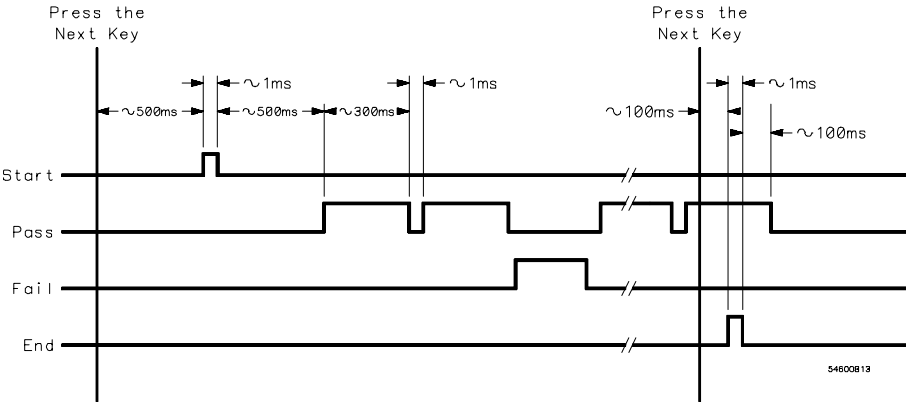 Press the
Next Key
Press the
Next Key
~1ms
~1ms
~1ms
~500ms
~500ms
~300ms
~100ms
~100ms
Start
Pass
Fail
End
54600B13